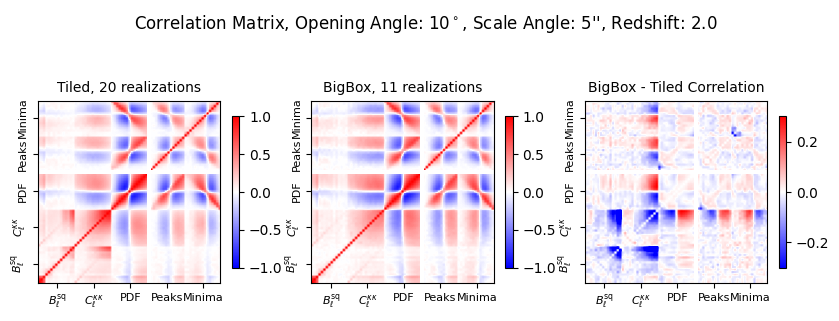 Correlation Matrix, Opening Angle: 10°, Scale Angle: 5'', Redshift: 2.0
Tiled, 20 realizations
BigBox, 11 realizations
BigBox - Tiled Correlation
Minima
Peaks
PDF
C_ℓ^κκ
B_ℓ^sq
B_ℓ^sq C_ℓ^κκ PDF Peaks Minima
1.0
0.5
0.0
−0.5
−1.0
Minima
Peaks
PDF
C_ℓ^κκ
B_ℓ^sq
B_ℓ^sq C_ℓ^κκ PDF Peaks Minima
1.0
0.5
0.0
−0.5
−1.0
Minima
Peaks
PDF
C_ℓ^κκ
B_ℓ^sq
B_ℓ^sq C_ℓ^κκ PDF Peaks Minima
0.2
0.0
−0.2